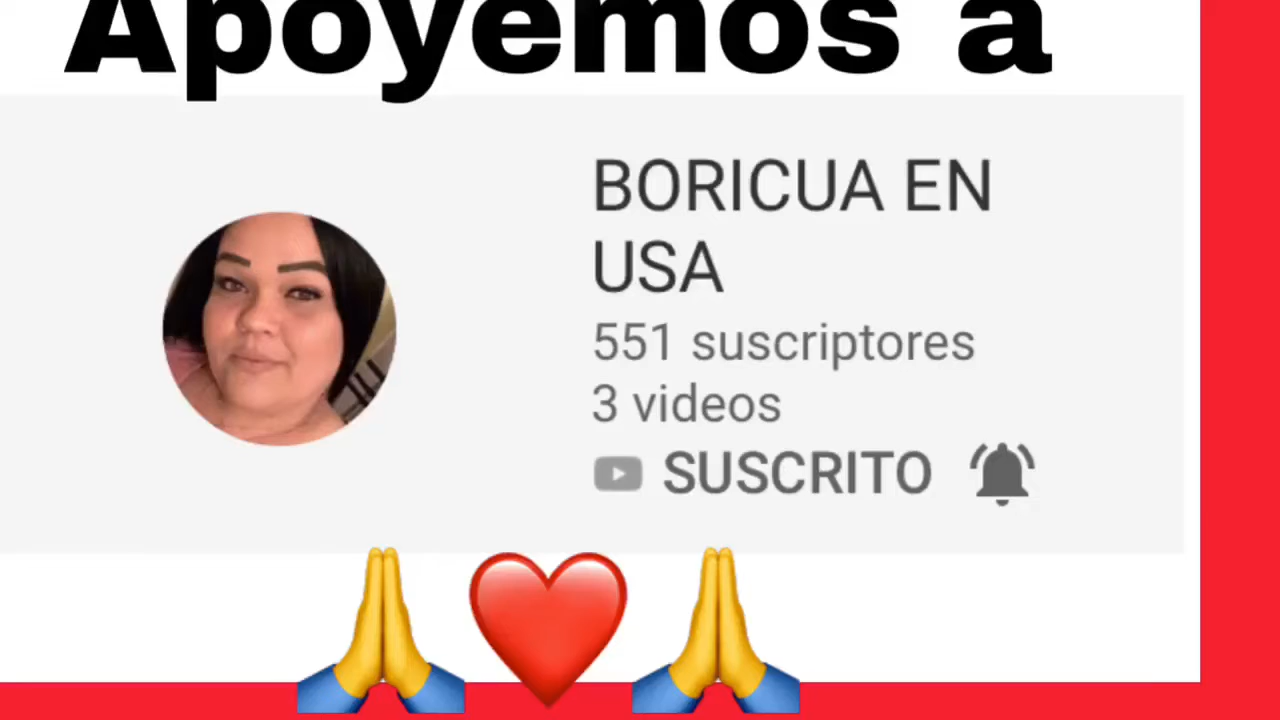 Apoyemos a
BORICUA EN
USA
551 suscriptores
3 videos
SUSCRITO